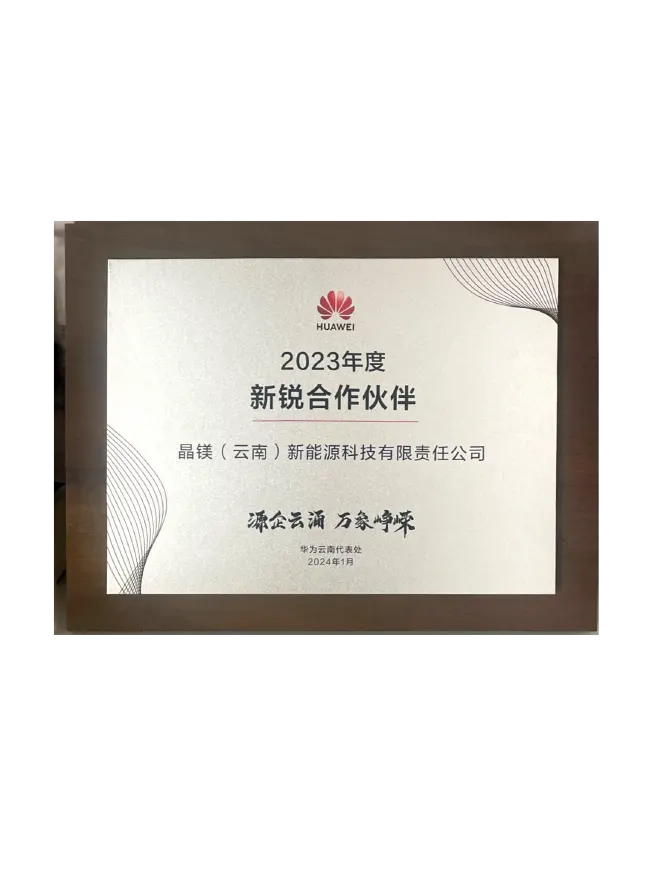 HUAWEI
2023年度
新锐合作伙伴
晶镁（云南）新能源科技有限责任公司
源企云涌 万象峥嵘
华为云南代表处
2024年1月